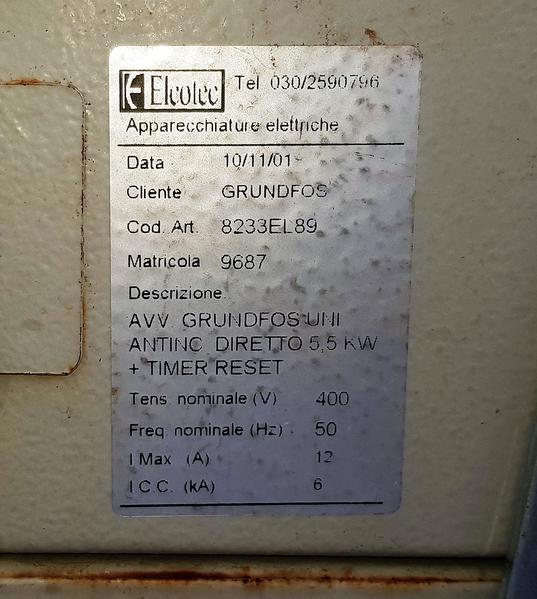 Elcotec Tel 030/2590796
Apparecchiature elettriche
Data 10/11/01
Cliente GRUNDFOS
Cod. Art. 8233EL89
Matricola 9687
Descrizione
AVV. GRUNDFOS UNI
ANTINC. DIRETTO 5,5 KW
+ TIMER RESET
Tens. nominale (V) 400
Freq. nominale (Hz) 50
I Max (A) 12
I.C.C. (kA) 6